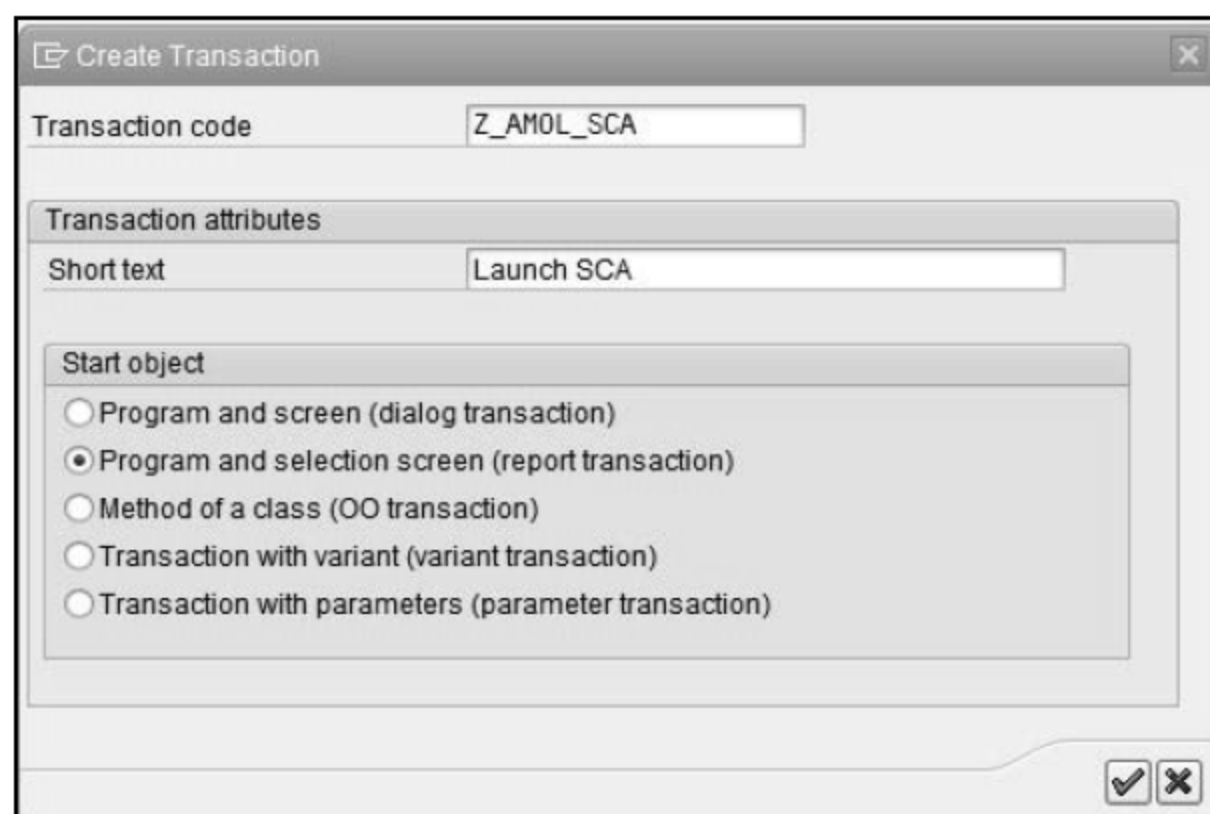 Create Transaction
Transaction code Z_AMOL_SCA
Transaction attributes
Short text Launch SCA
Start object
Program and screen (dialog transaction)
Program and selection screen (report transaction)
Method of a class (OO transaction)
Transaction with variant (variant transaction)
Transaction with parameters (parameter transaction)